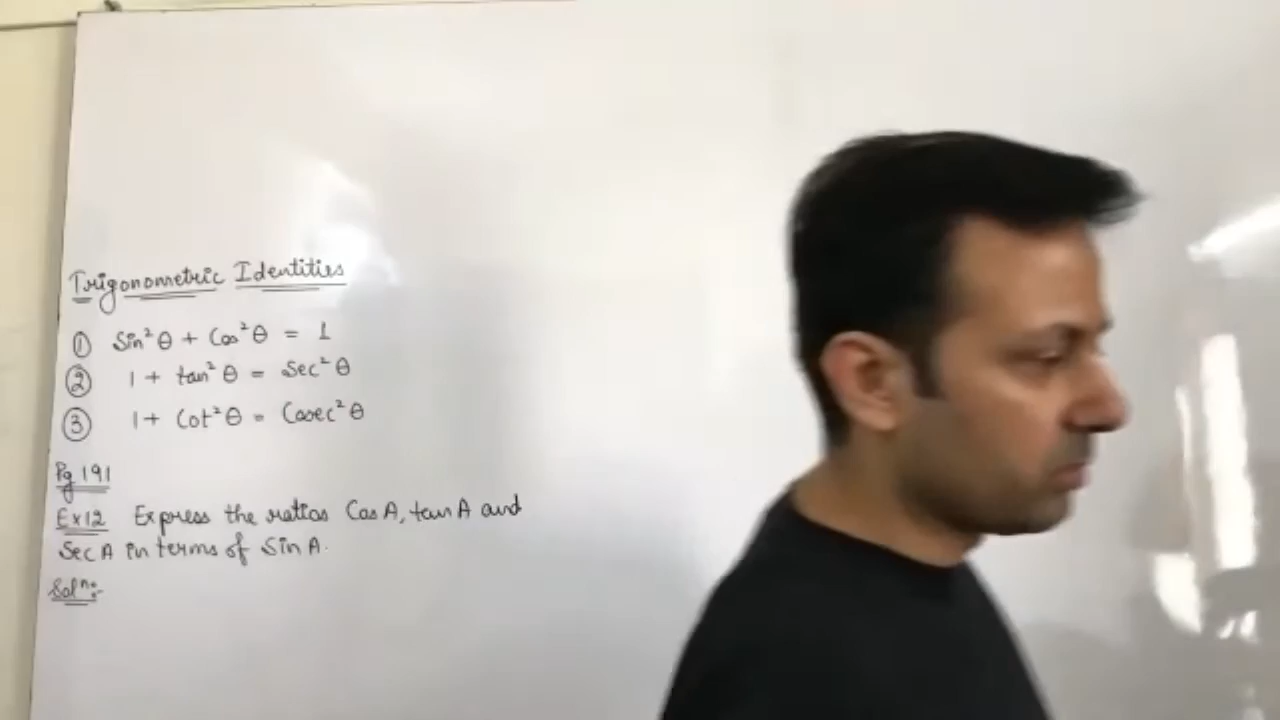 Trigonometric Identities
① Sin²θ + Cos²θ = 1
② 1 + tan²θ = Sec²θ
③ 1 + Cot²θ = Cosec²θ
Pg 191
Ex12 Express the ratios Cos A, tan A and
Sec A in terms of Sin A.
Solⁿ:-